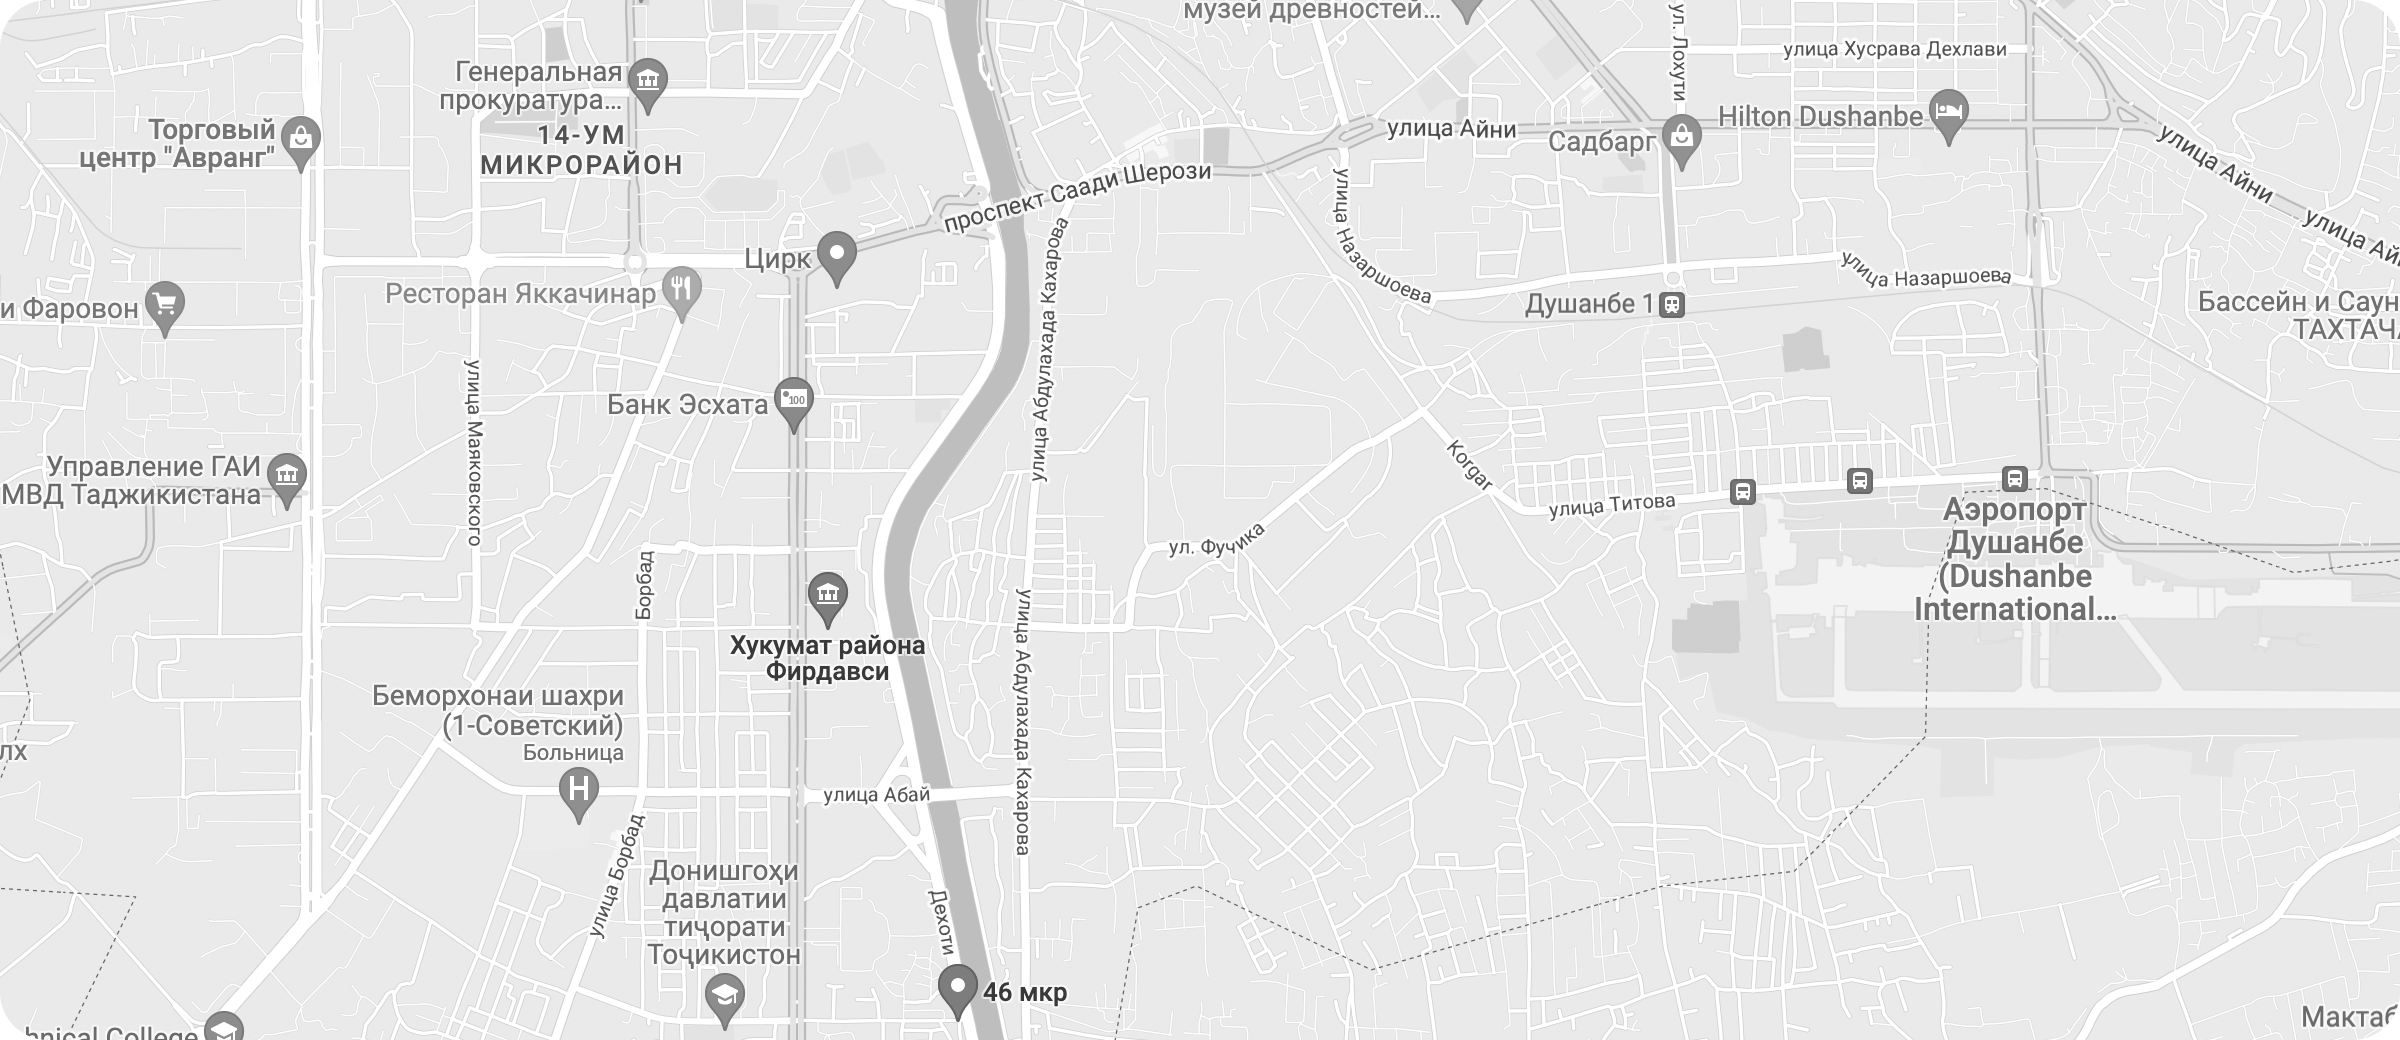 музей древностей...
улица Хусрава Дехлави
ул. Лохути
Генеральная
прокуратура...
Торговый
центр "Авранг"
14-УМ
МИКРОРАЙОН
Hilton Dushanbe
улица Айни
Садбарг
улица Айни
проспект Саади Шерози
улица Назаршоева
Цирк
улица Назаршоева
Ресторан Яккачинар
и Фаровон
Душанбе 1
Бассейн и Саун
ТАХТАЧ
улица Абдулахада Кахарова
улица Маяковского
Банк Эсхата
100
Управление ГАИ
МВД Таджикистана
Korgar
улица Титова
Аэропорт
Душанбе
(Dushanbe
International...
ул. Фучика
Борбад
Хукумат района
Фирдавси
улица Абдулахада Кахарова
Беморхонаи шахри
(1-Советский)
Больница
H
лх
улица Абай
улица Борбад
Донишгоҳи
давлатии
тиҷорати
Тоҷикистон
Дехоти
46 мкр
hnical College
Мактаб